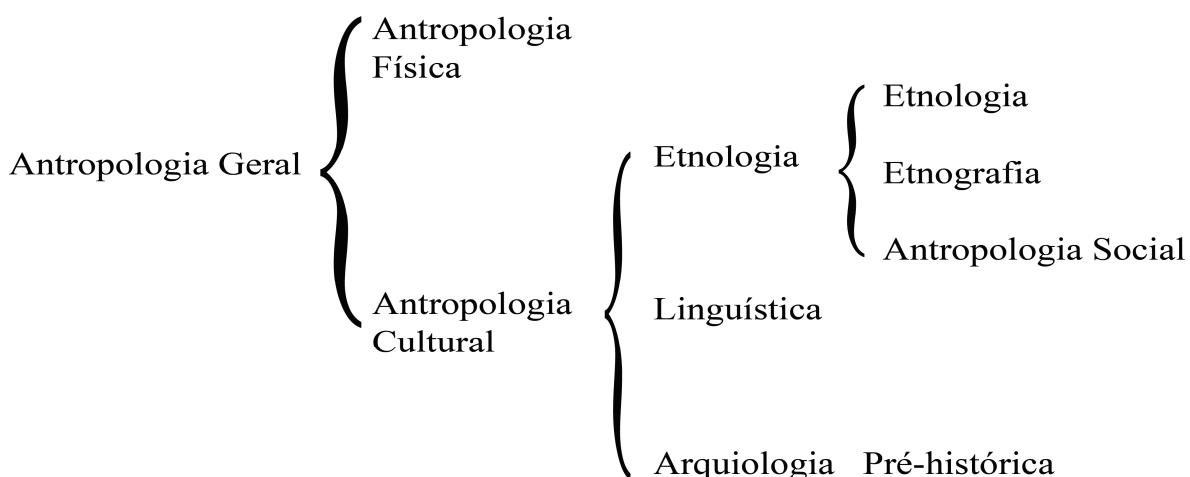 Antropologia
Física
Antropologia Geral
Antropologia
Cultural
Etnologia
Linguística
Arquiologia Pré-histórica
Etnologia
Etnografia
Antropologia Social